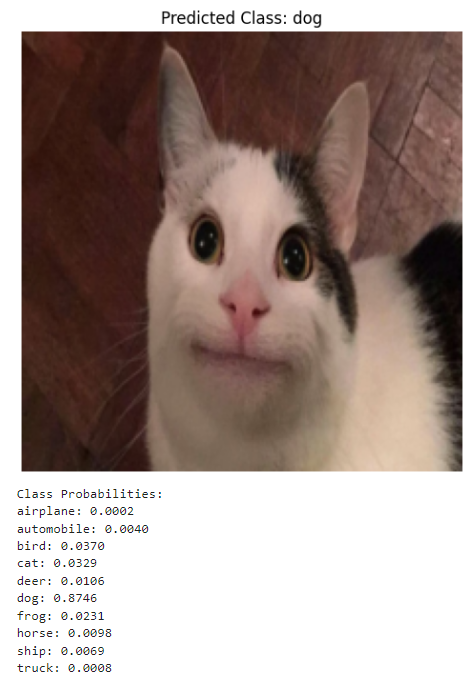 Predicted Class: dog
Class Probabilities:
airplane: 0.0002
automobile: 0.0040
bird: 0.0370
cat: 0.0329
deer: 0.0106
dog: 0.8746
frog: 0.0231
horse: 0.0098
ship: 0.0069
truck: 0.0008